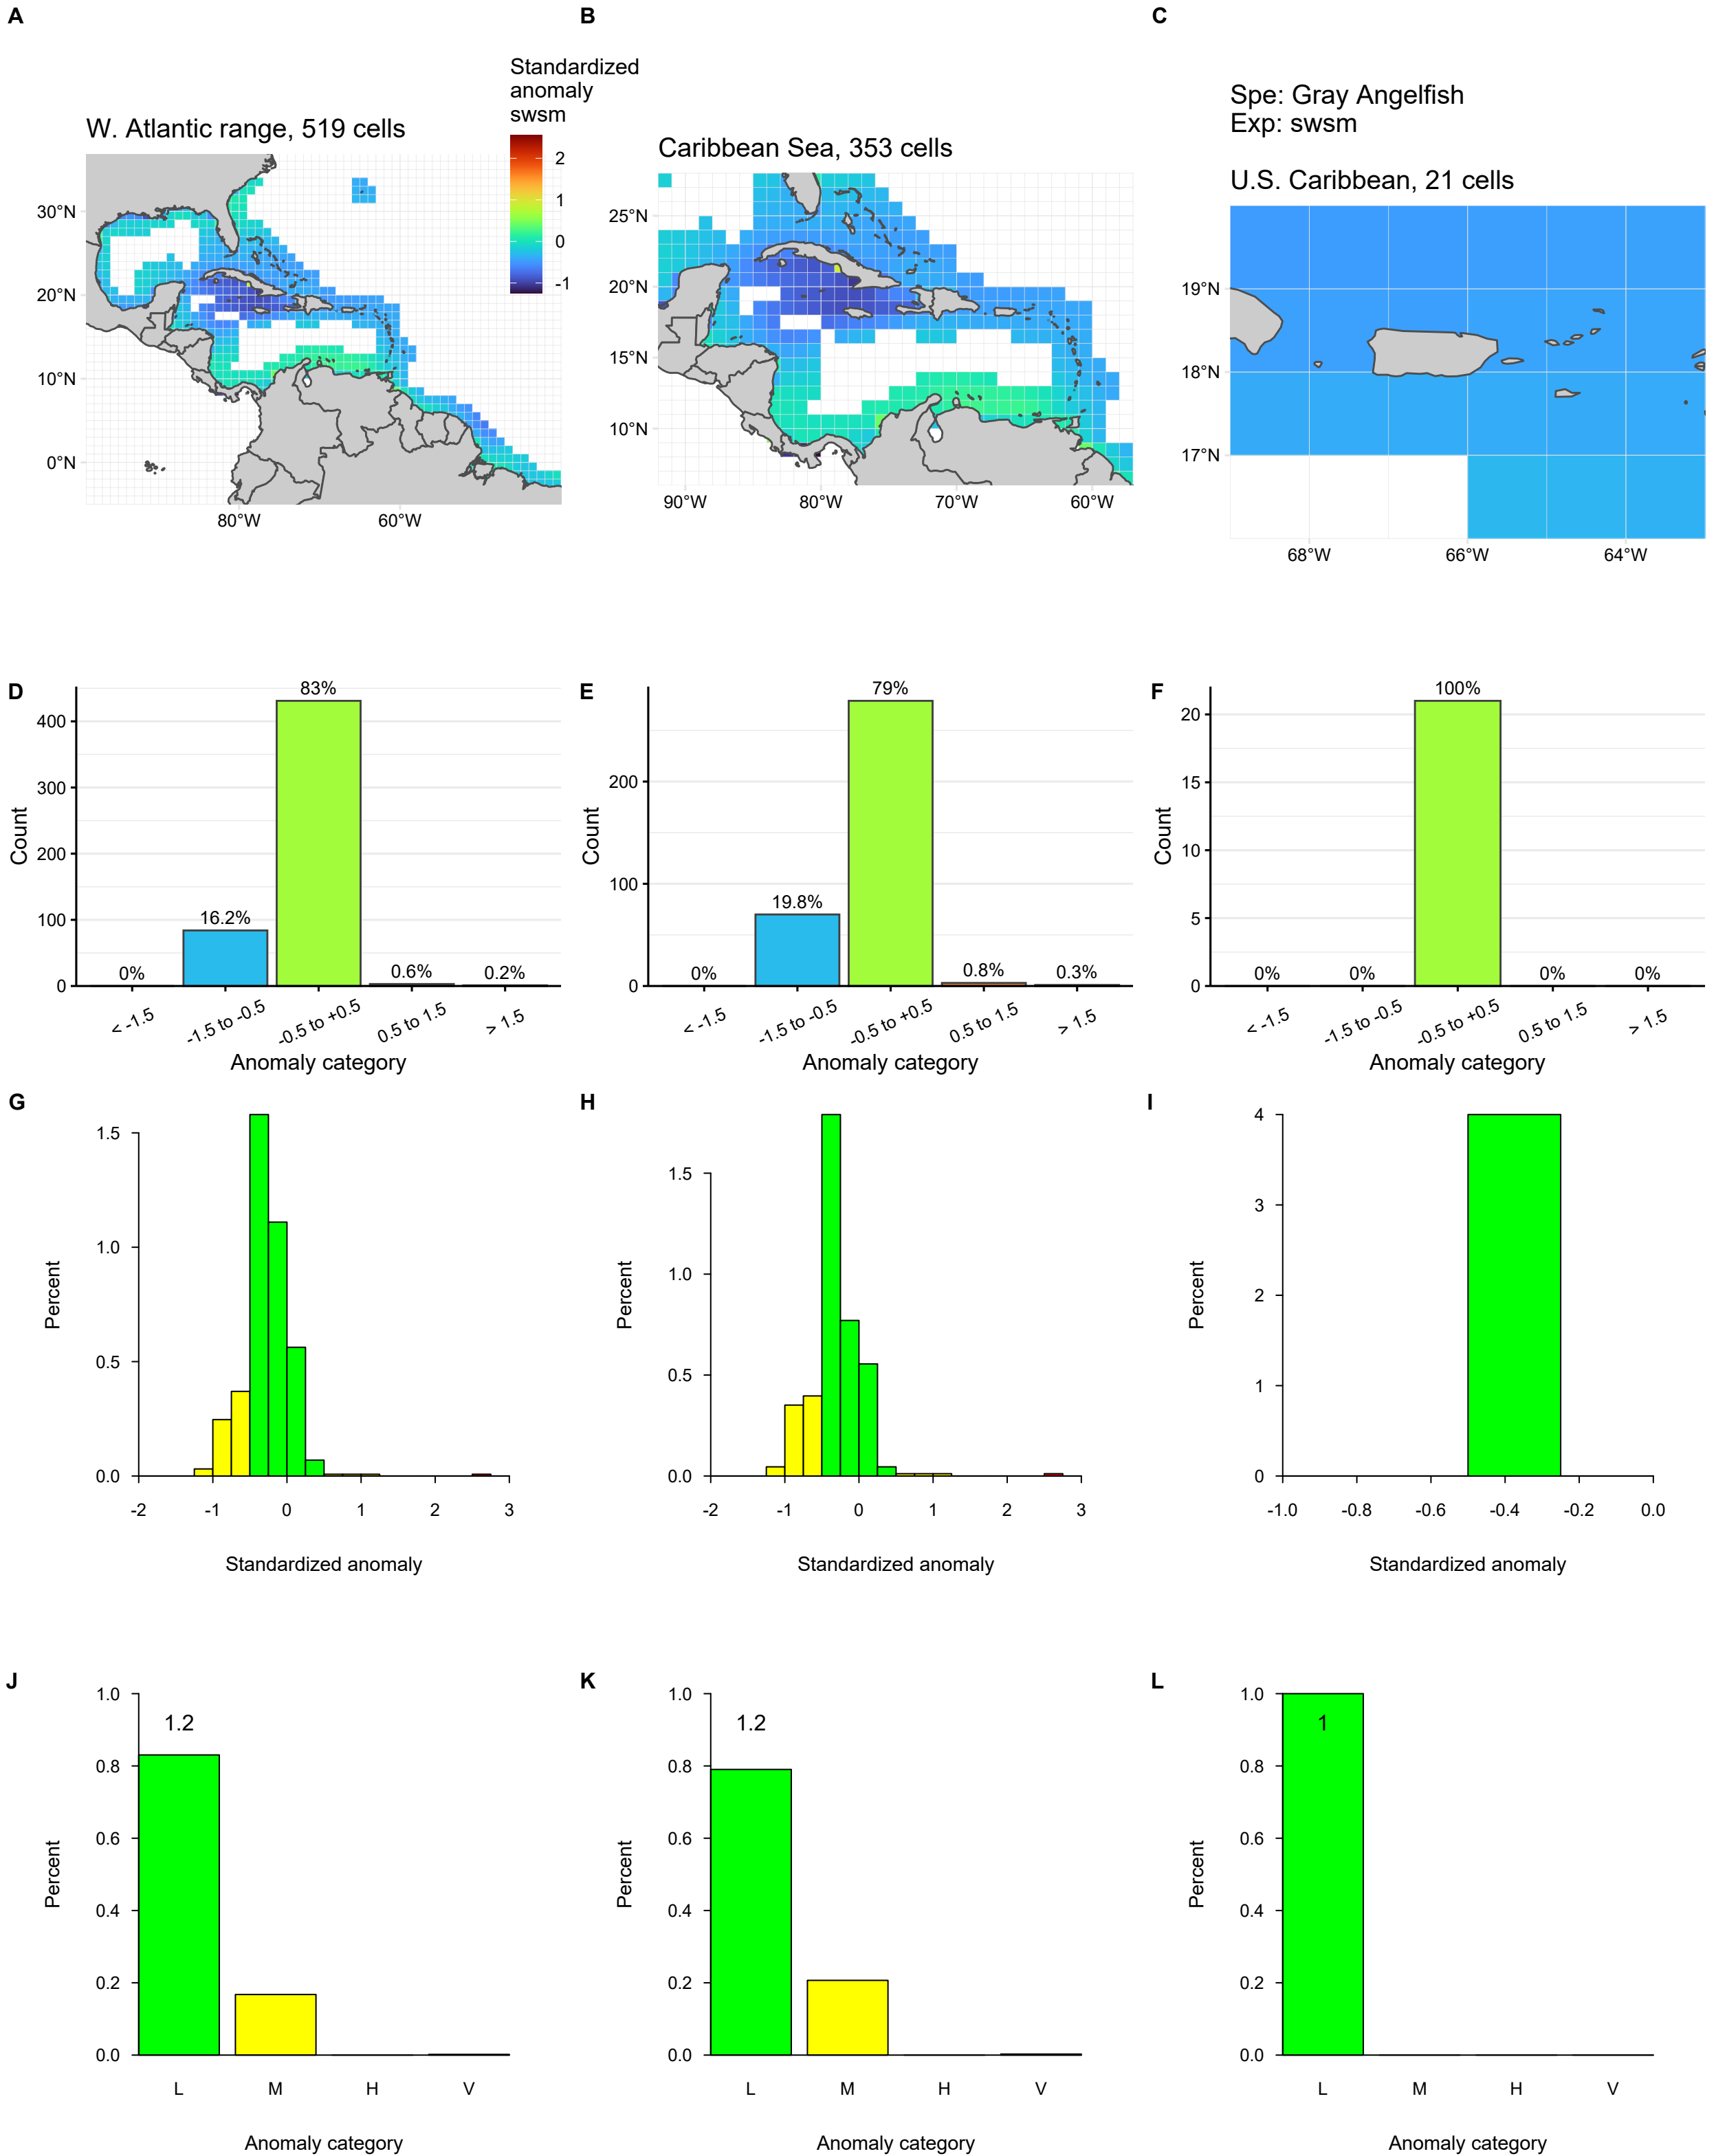 A
B
C
Standardized
anomaly
swsm
2
1
0
-1
W. Atlantic range, 519 cells
30°N
20°N
10°N
0°N
80°W
60°W
Caribbean Sea, 353 cells
25°N
20°N
15°N
10°N
90°W
80°W
70°W
60°W
Spe: Gray Angelfish
Exp: swsm
U.S. Caribbean, 21 cells
19°N
18°N
17°N
68°W
66°W
64°W
D
Count
400
300
200
100
0
0%
16.2%
83%
0.6%
0.2%
< -1.5
-1.5 to -0.5
-0.5 to +0.5
0.5 to 1.5
> 1.5
Anomaly category
E
Count
200
100
0
0%
19.8%
79%
0.8%
0.3%
< -1.5
-1.5 to -0.5
-0.5 to +0.5
0.5 to 1.5
> 1.5
Anomaly category
F
Count
20
15
10
5
0
0%
0%
100%
0%
0%
< -1.5
-1.5 to -0.5
-0.5 to +0.5
0.5 to 1.5
> 1.5
Anomaly category
G
Percent
1.5
1.0
0.5
0.0
-2
-1
0
1
2
3
Standardized anomaly
H
Percent
1.5
1.0
0.5
0.0
-2
-1
0
1
2
3
Standardized anomaly
I
Percent
4
3
2
1
0
-1.0
-0.8
-0.6
-0.4
-0.2
0.0
Standardized anomaly
J
Percent
1.0
0.8
0.6
0.4
0.2
0.0
1.2
L
M
H
V
Anomaly category
K
Percent
1.0
0.8
0.6
0.4
0.2
0.0
1.2
L
M
H
V
Anomaly category
L
Percent
1.0
0.8
0.6
0.4
0.2
0.0
1
L
M
H
V
Anomaly category